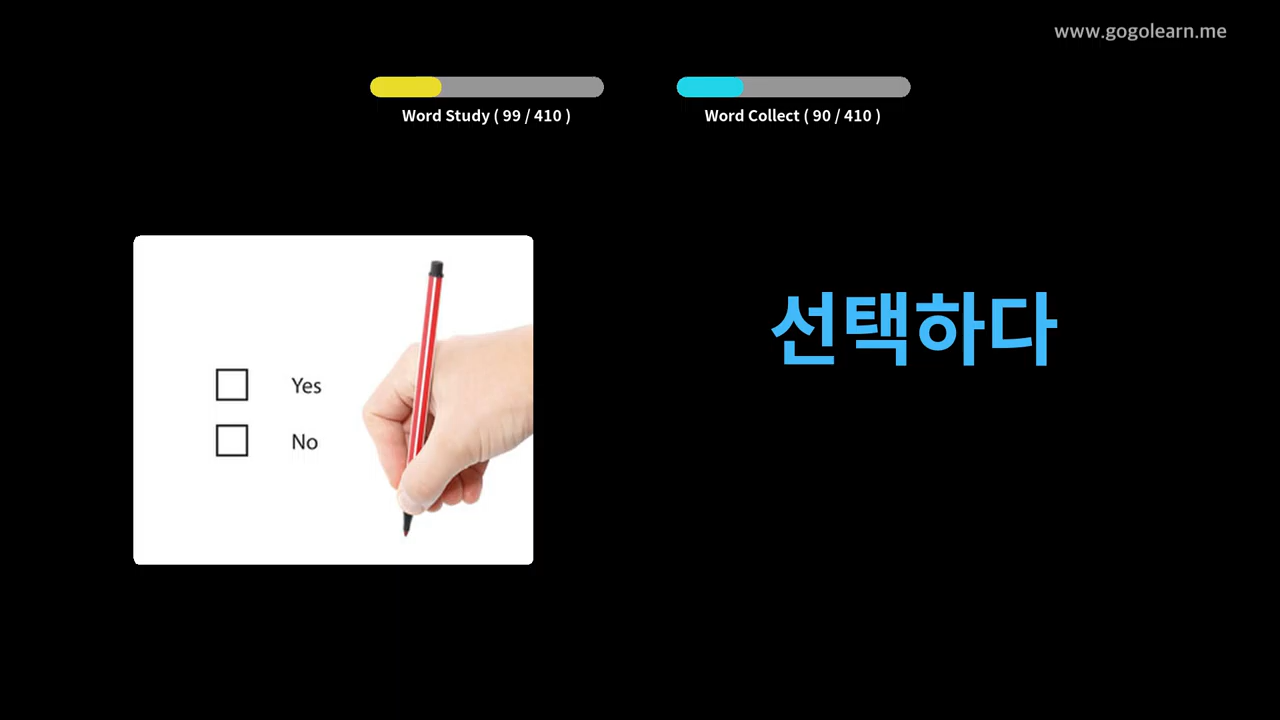 www.gogolearn.me
Word Study ( 99 / 410 )
Word Collect ( 90 / 410 )
선택하다
Yes
No